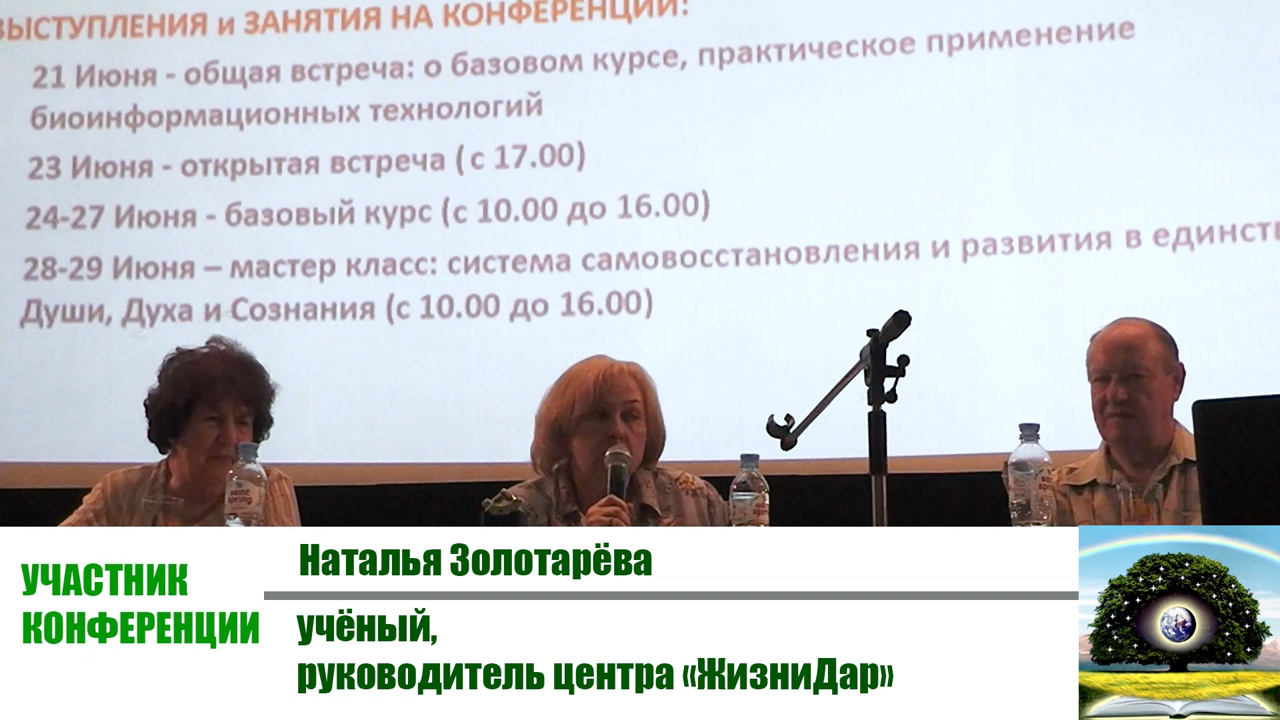 ВЫСТУПЛЕНИЯ и ЗАНЯТИЯ НА КОНФЕРЕНЦИИ:
21 Июня - общая встреча: о базовом курсе, практическое применение
биоинформационных технологий
23 Июня - открытая встреча (с 17.00)
24-27 Июня - базовый курс (с 10.00 до 16.00)
28-29 Июня – мастер класс: система самовосстановления и развития в
Души, Духа и Сознания (с 10.00 до 16.00)
УЧАСТНИК
КОНФЕРЕНЦИИ
Наталья Золотарёва
учёный,
руководитель центра «ЖизниДар»